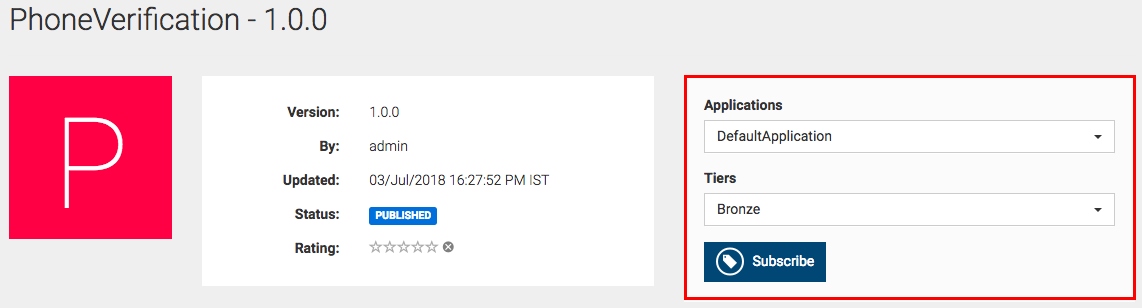 PhoneVerification - 1.0.0
P
Version: 1.0.0
By: admin
Updated: 03/Jul/2018 16:27:52 PM IST
Status: PUBLISHED
Rating:
Applications
DefaultApplication
Tiers
Bronze
Subscribe